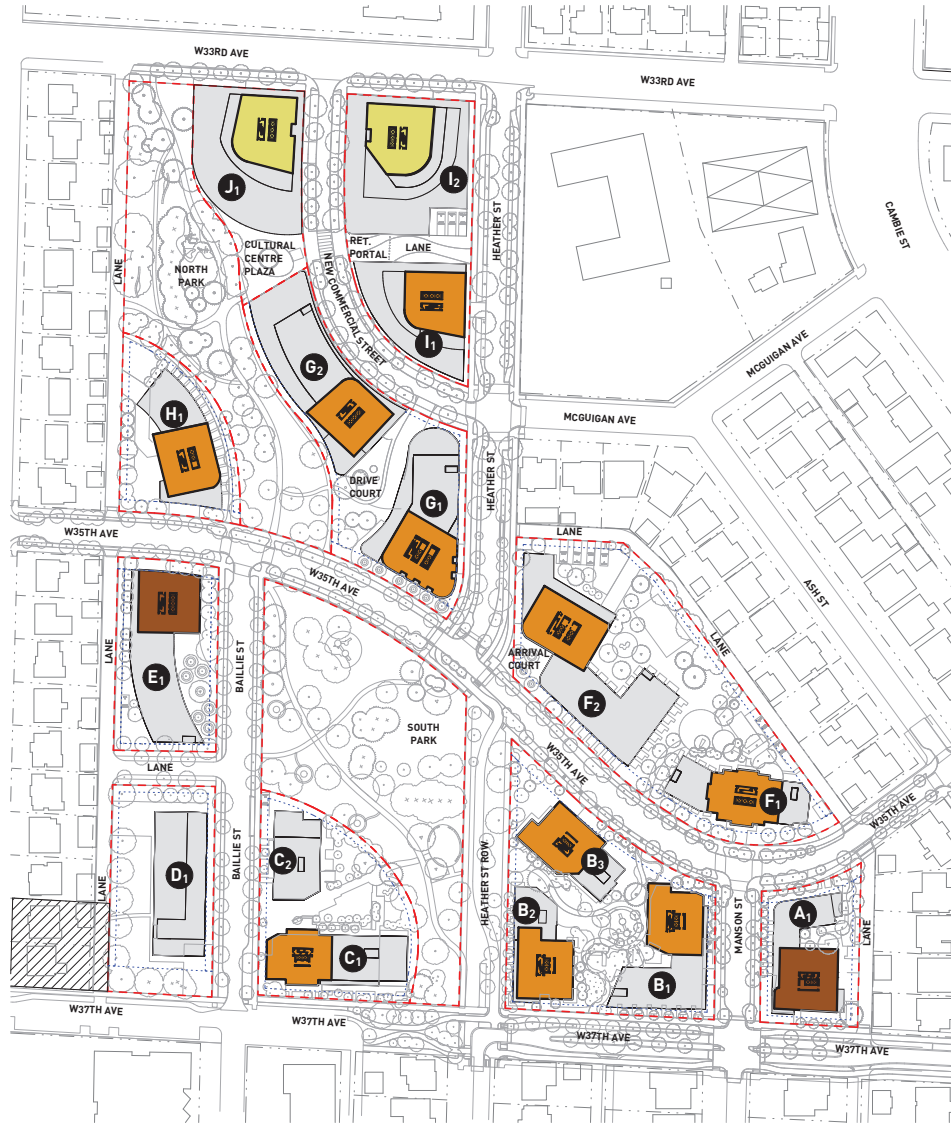 W33RD AVE
W33RD AVE
J1
I2
HEATHER ST
CAMBIE ST
CULTURAL
CENTRE
PLAZA
RET.
PORTAL
LANE
NORTH
PARK
LANE
NEW COMMERCIAL STREET
I1
G2
MCGUIGAN AVE
MCGUIGAN AVE
H1
DRIVE
COURT
G1
HEATHER ST
W35TH AVE
LANE
W35TH AVE
ASH ST
LANE
LANE
BAILLIE ST
ARRIVAL
COURT
E1
F2
SOUTH
PARK
W35TH AVE
LANE
F1
W35TH AVE
C2
B3
BAILLIE ST
D1
LANE
HEATHER ST ROW
B2
MANSON ST
A1
LANE
C1
B1
W37TH AVE
W37TH AVE
W37TH AVE
W37TH AVE